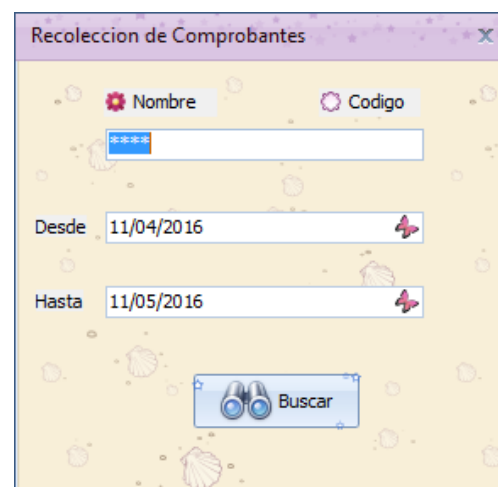 Recoleccion de Comprobantes
Nombre Codigo
****
Desde 11/04/2016
Hasta 11/05/2016
Buscar